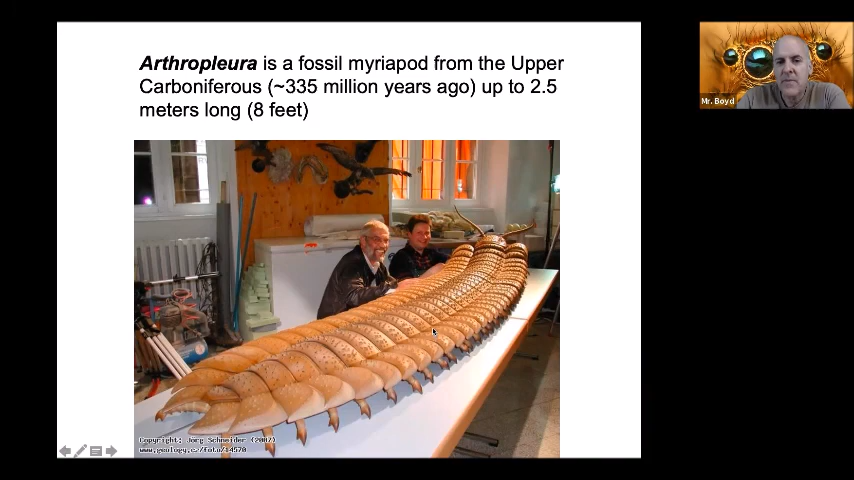 Arthropleura is a fossil myriapod from the Upper
Carboniferous (~335 million years ago) up to 2.5
meters long (8 feet)
Mr. Boyd
Copyright: Jörg Schneider (2007)
www.geology.cz/foto/14570